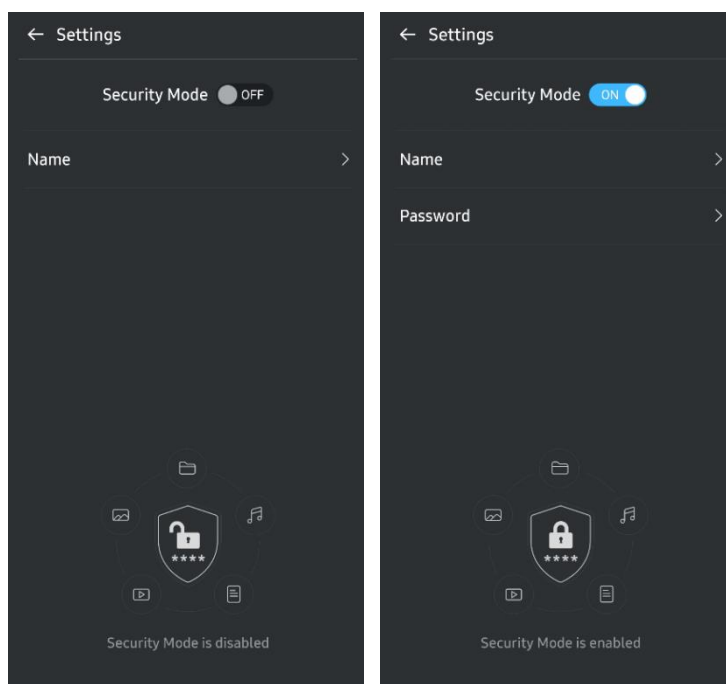 ← Settings
Security Mode OFF
Name >
****
Security Mode is disabled
← Settings
Security Mode ON
Name >
Password >
****
Security Mode is enabled